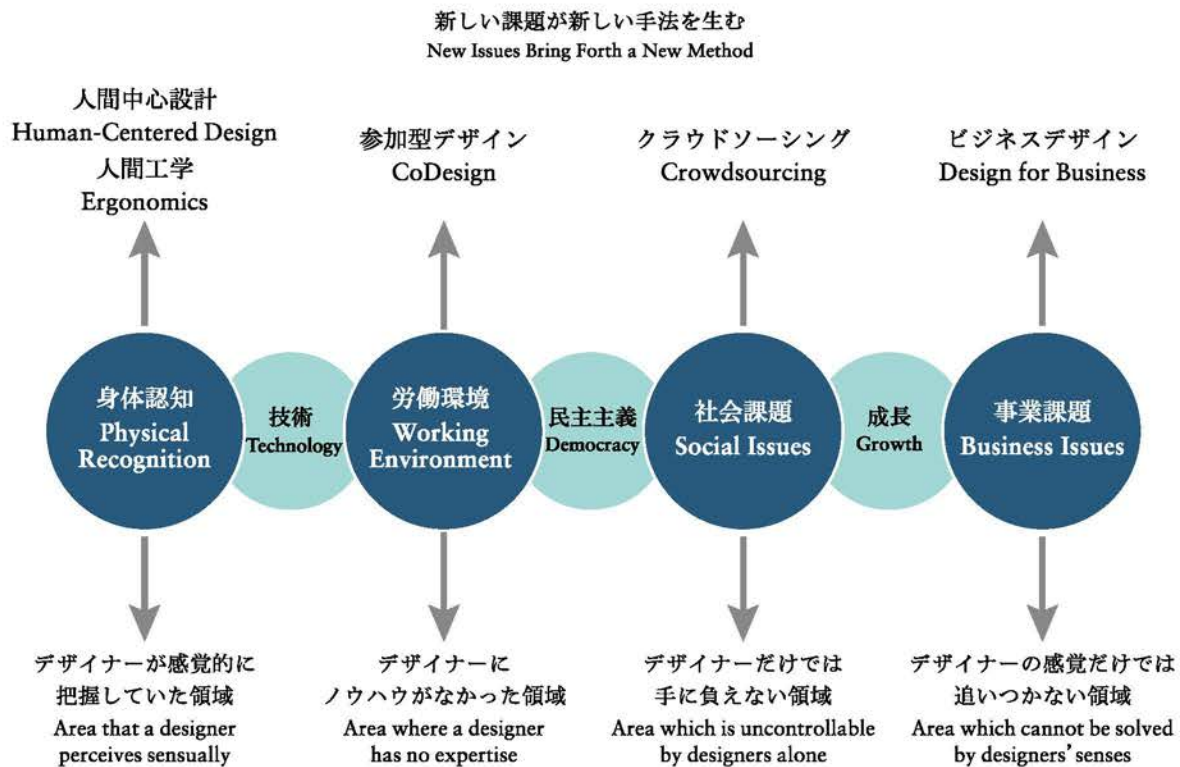 新しい課題が新しい手法を生む
New Issues Bring Forth a New Method
人間中心設計
Human-Centered Design
人間工学
Ergonomics
参加型デザイン
CoDesign
クラウドソーシング
Crowdsourcing
ビジネスデザイン
Design for Business
身体認知
Physical
Recognition
技術
Technology
労働環境
Working
Environment
民主主義
Democracy
社会課題
Social Issues
成長
Growth
事業課題
Business Issues
デザイナーが感覚的に
把握していた領域
Area that a designer
perceives sensually
デザイナーに
ノウハウがなかった領域
Area where a designer
has no expertise
デザイナーだけでは
手に負えない領域
Area which is uncontrollable
by designers alone
デザイナーの感覚だけでは
追いつかない領域
Area which cannot be solved
by designers’ senses